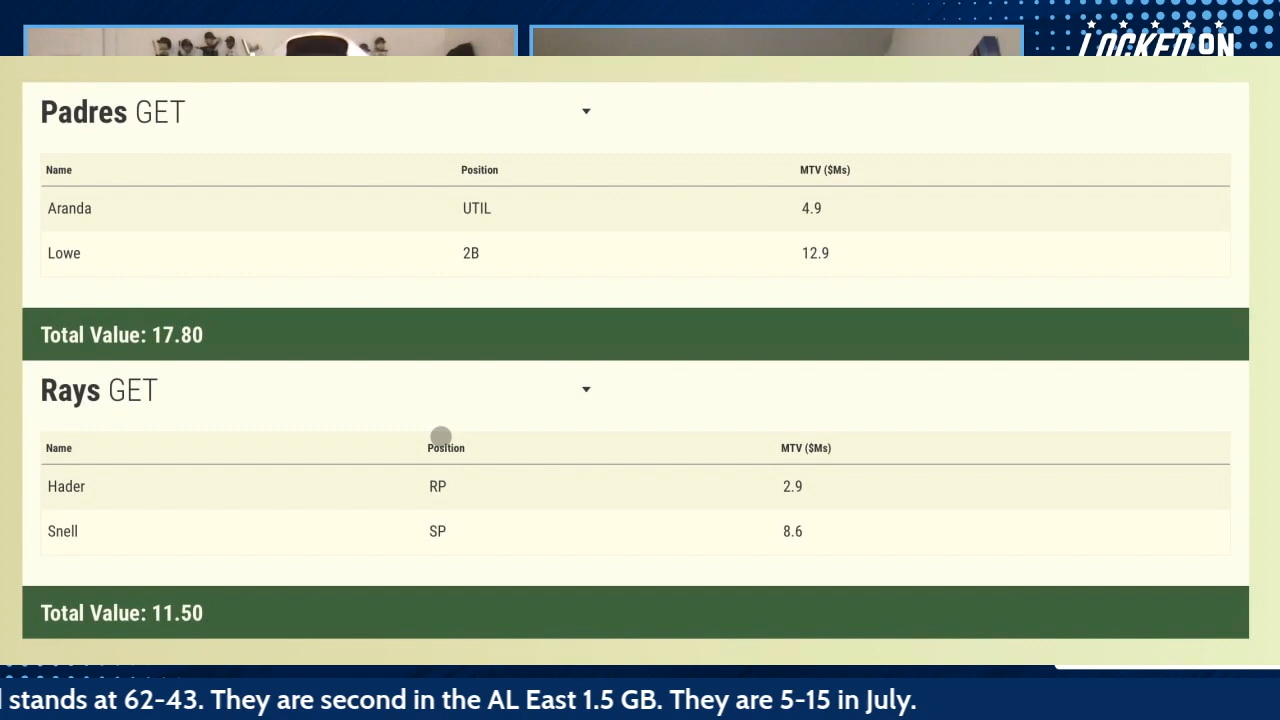 LOCKED ON
Padres GET
Name Position MTV ($Ms)
Aranda UTIL 4.9
Lowe 2B 12.9
Total Value: 17.80
Rays GET
Name Position MTV ($Ms)
Hader RP 2.9
Snell SP 8.6
Total Value: 11.50
stands at 62-43. They are second in the AL East 1.5 GB. They are 5-15 in July.